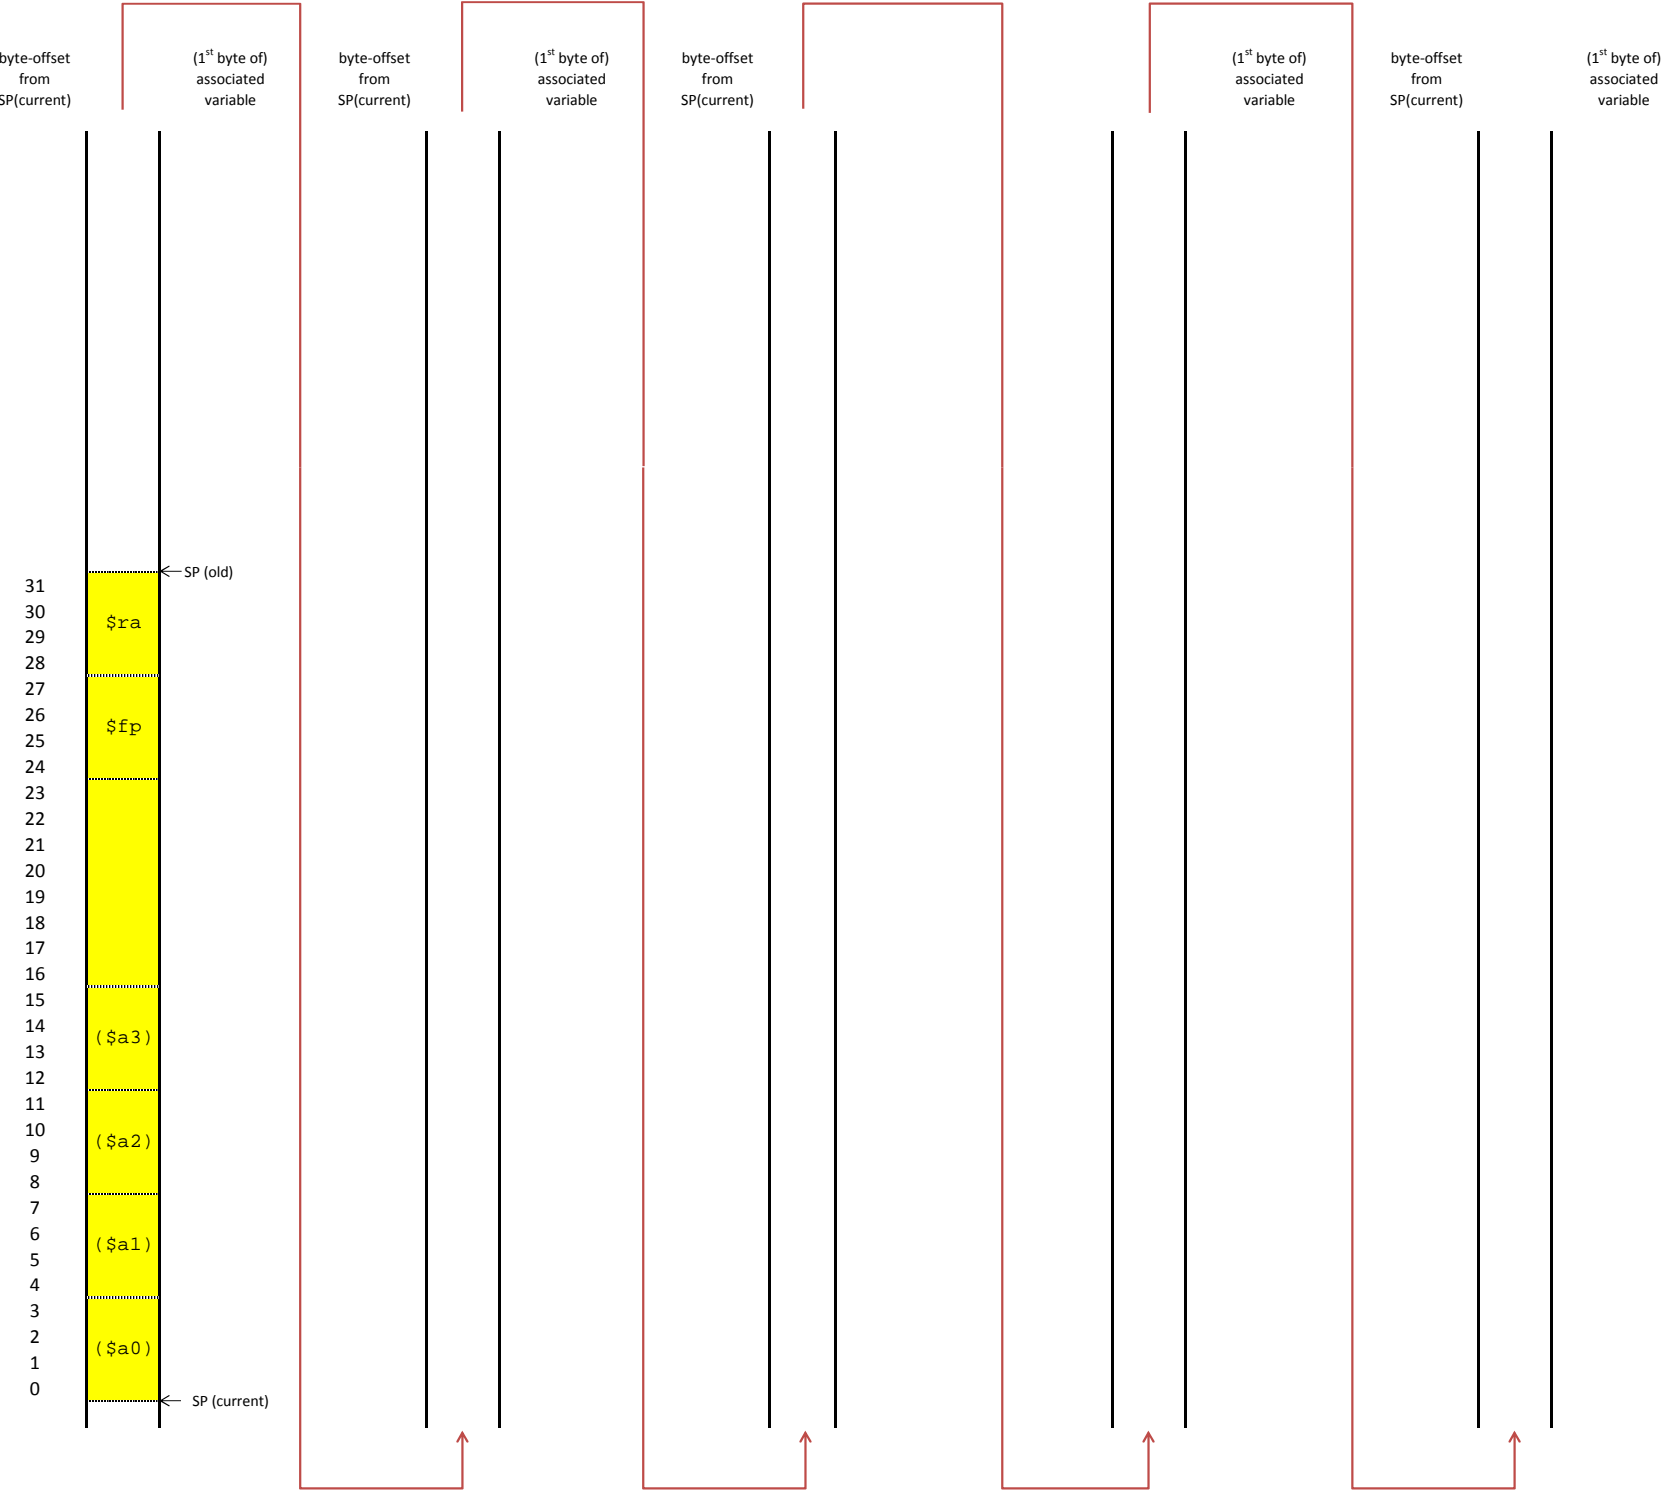 byte-offset
from
SP(current)
(1st byte of)
associated
variable
byte-offset
from
SP(current)
(1st byte of)
associated
variable
byte-offset
from
SP(current)
(1st byte of)
associated
variable
byte-offset
from
SP(current)
(1st byte of)
associated
variable
SP (old)
31
30
$ra
29
28
27
26
$fp
25
24
23
22
21
20
19
18
17
16
15
14
($a3)
13
12
11
10
($a2)
9
8
7
6
($a1)
5
4
3
2
($a0)
1
0
SP (current)